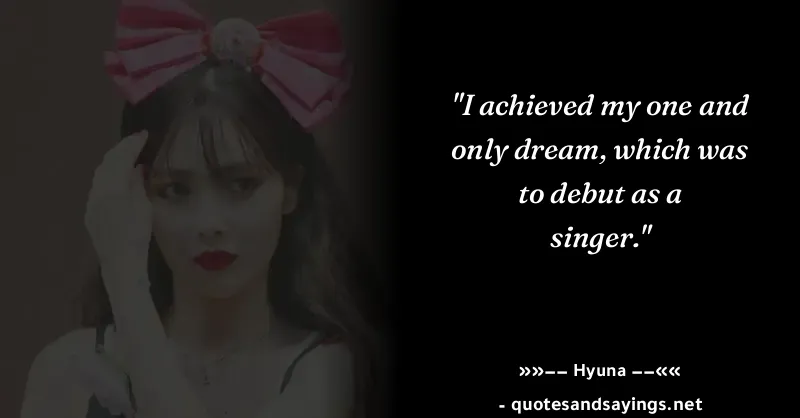 "I achieved my one and
only dream, which was
to debut as a
singer."
»»−− Hyuna −−««
- quotesandsayings.net